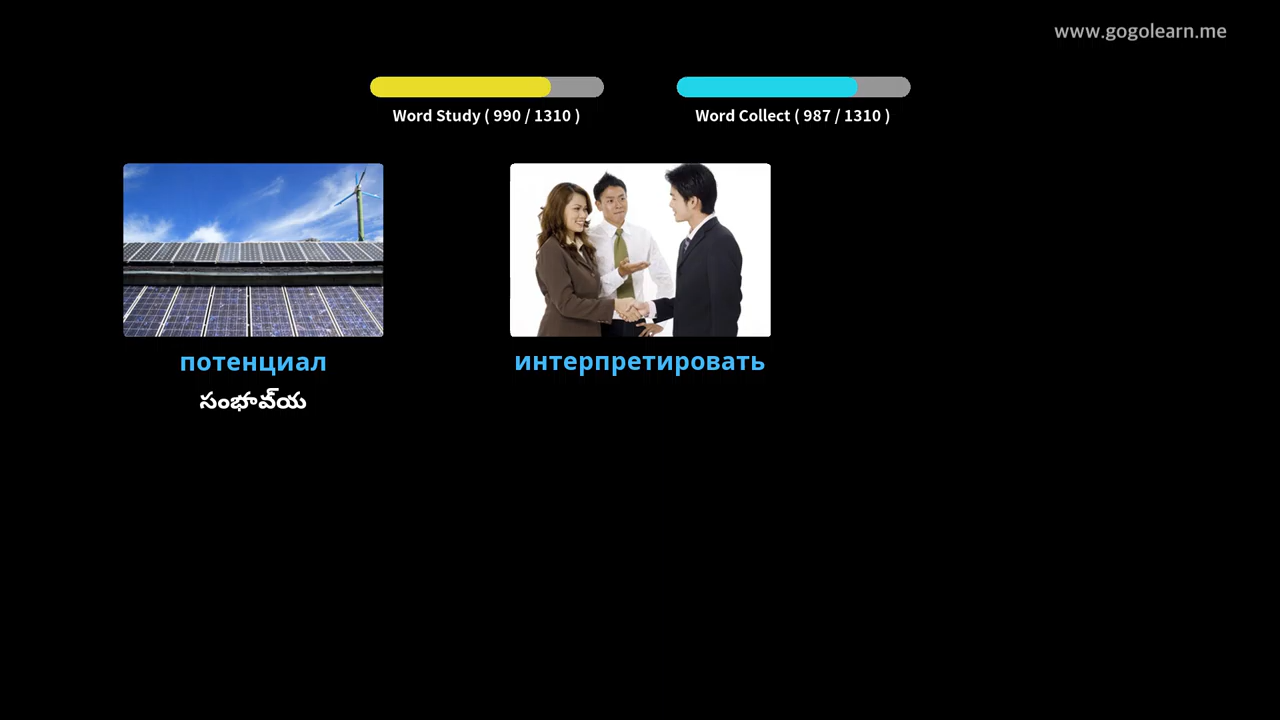 www.gogolearn.me
Word Study ( 990 / 1310 )
Word Collect ( 987 / 1310 )
потенциал
интерпретировать
సంభావ్య